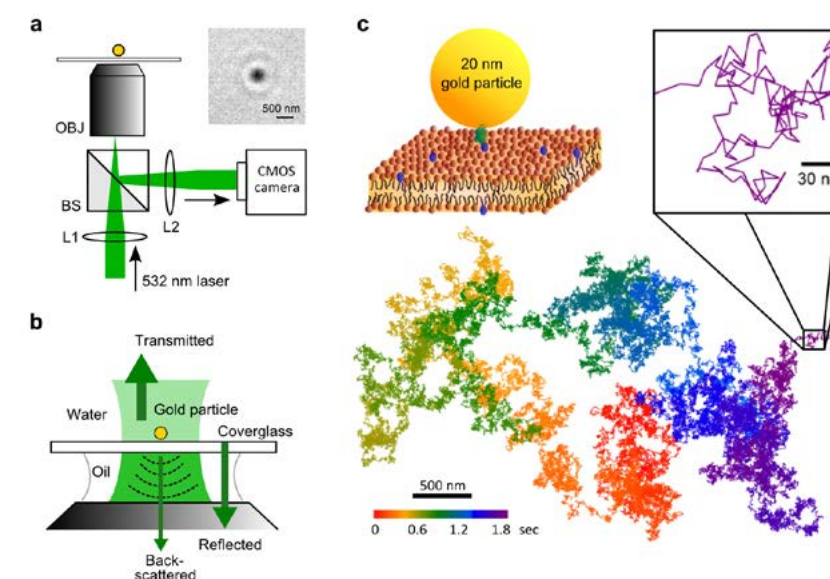 a
500 nm
OBJ
CMOS
camera
BS
L2
L1
532 nm laser
b
Transmitted
Water
Gold particle
Coverglass
Oil
Reflected
Back-
scattered
c
20 nm
gold particle
30 n
500 nm
0 0.6 1.2 1.8 sec